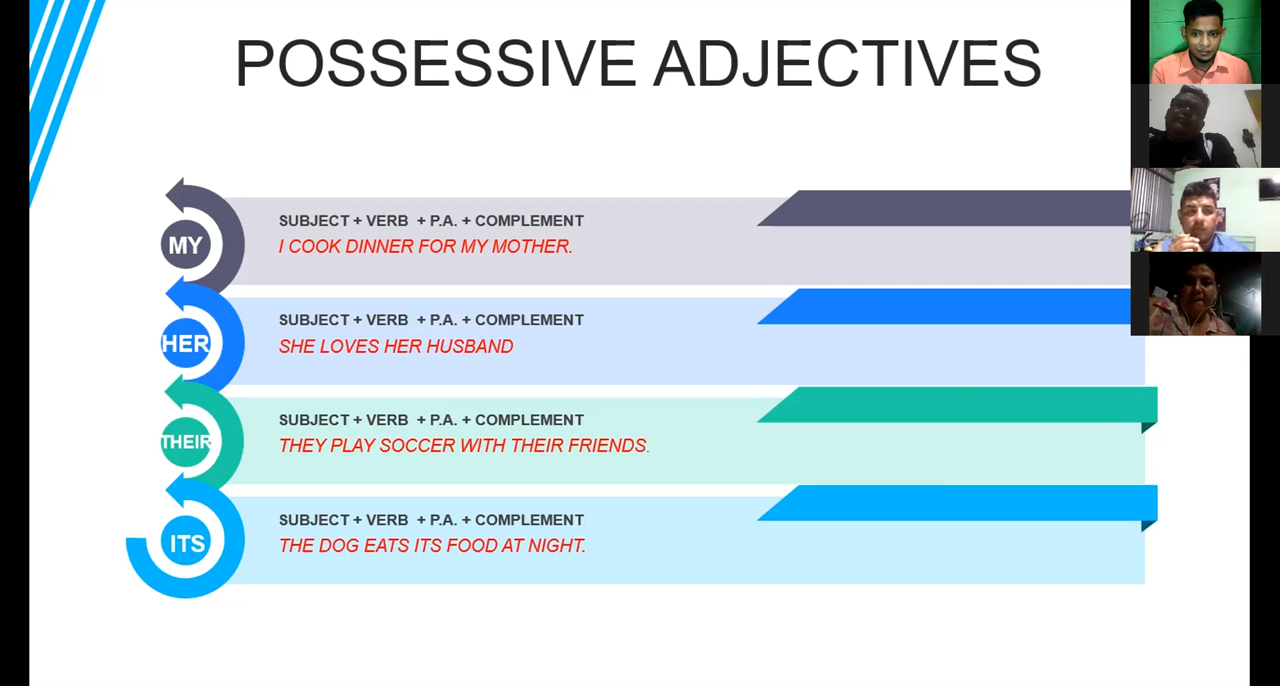 POSSESSIVE ADJECTIVES
MY
SUBJECT + VERB + P.A. + COMPLEMENT
I COOK DINNER FOR MY MOTHER.
HER
SUBJECT + VERB + P.A. + COMPLEMENT
SHE LOVES HER HUSBAND
THEIR
SUBJECT + VERB + P.A. + COMPLEMENT
THEY PLAY SOCCER WITH THEIR FRIENDS.
ITS
SUBJECT + VERB + P.A. + COMPLEMENT
THE DOG EATS ITS FOOD AT NIGHT.